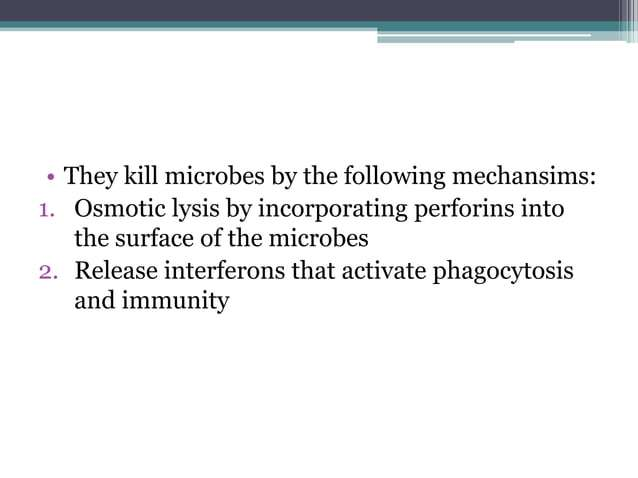 • They kill microbes by the following mechansims:
1. Osmotic lysis by incorporating perforins into
the surface of the microbes
2. Release interferons that activate phagocytosis
and immunity